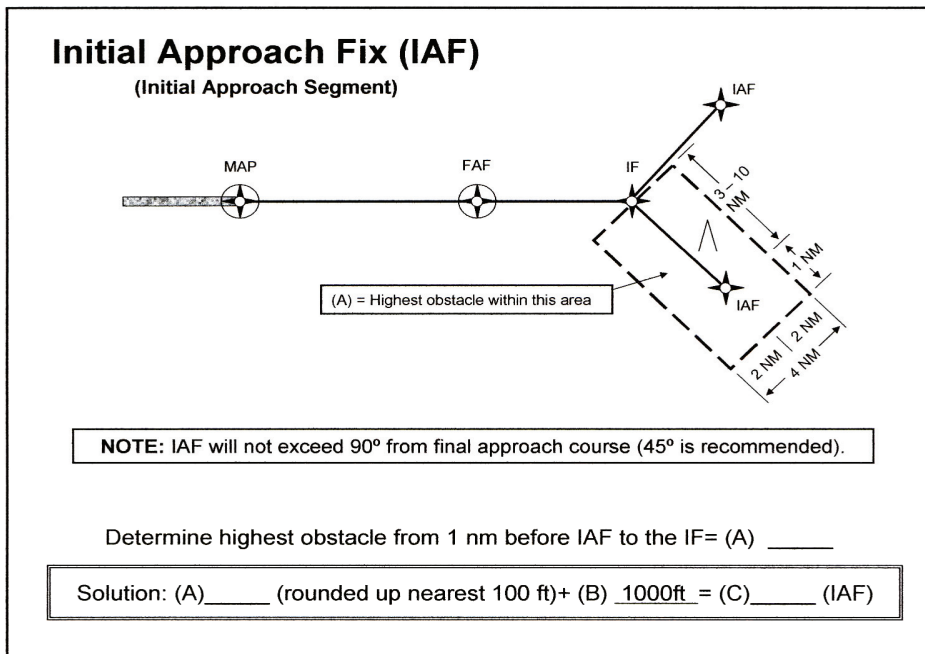 Initial Approach Fix (IAF)
(Initial Approach Segment)
IAF
MAP
FAF
IF
3 – 10
NM
1 NM
(A) = Highest obstacle within this area
IAF
2 NM
2 NM
4 NM
NOTE: IAF will not exceed 90º from final approach course (45º is recommended).
Determine highest obstacle from 1 nm before IAF to the IF= (A) _____
Solution: (A)_____ (rounded up nearest 100 ft)+ (B) _1000ft_= (C)_____ (IAF)